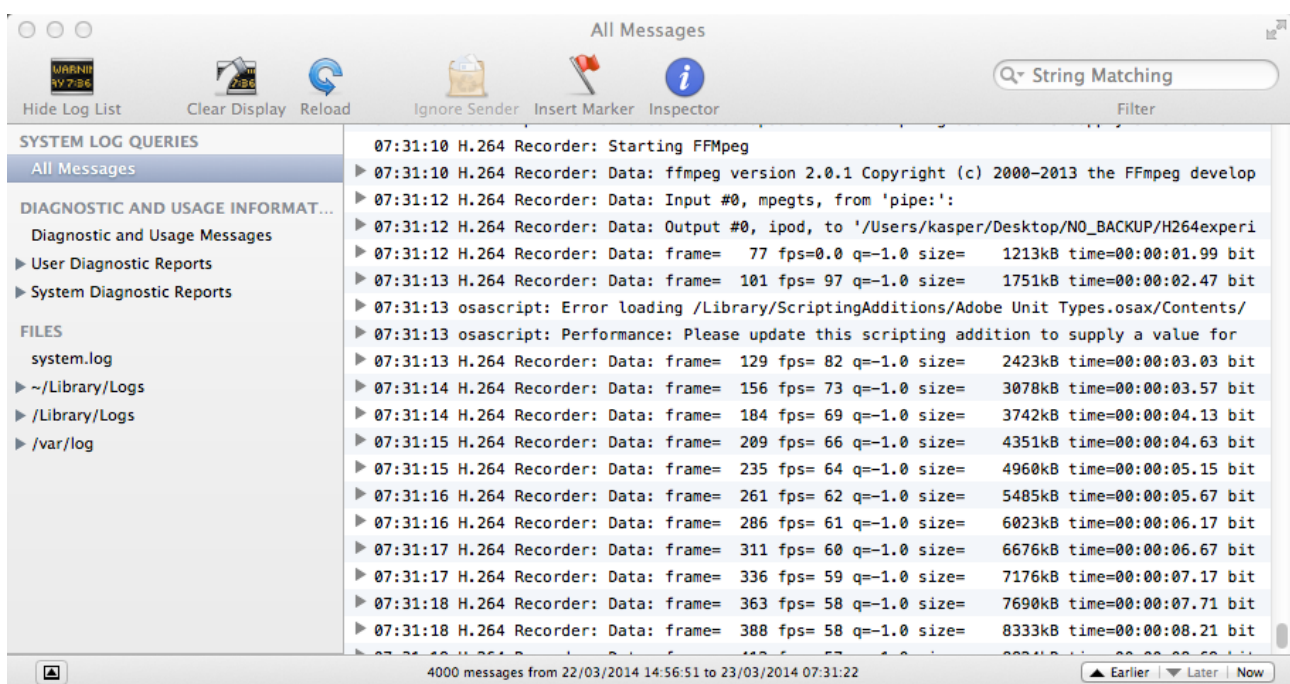 All Messages
WARNIN
AY 7:36
7:36
Hide Log List
Clear Display
Reload
Ignore Sender
Insert Marker
Inspector
String Matching
Filter
SYSTEM LOG QUERIES
All Messages
DIAGNOSTIC AND USAGE INFORMAT...
Diagnostic and Usage Messages
User Diagnostic Reports
System Diagnostic Reports
FILES
system.log
~/Library/Logs
/Library/Logs
/var/log
07:31:10 H.264 Recorder: Starting FFMpeg
07:31:10 H.264 Recorder: Data: ffmpeg version 2.0.1 Copyright (c) 2000-2013 the FFmpeg develop
07:31:12 H.264 Recorder: Data: Input #0, mpegts, from 'pipe:':
07:31:12 H.264 Recorder: Data: Output #0, ipod, to '/Users/kasper/Desktop/NO_BACKUP/H264experi
07:31:12 H.264 Recorder: Data: frame=   77 fps=0.0 q=-1.0 size=    1213kB time=00:00:01.99 bit
07:31:13 H.264 Recorder: Data: frame=  101 fps= 97 q=-1.0 size=    1751kB time=00:00:02.47 bit
07:31:13 osascript: Error loading /Library/ScriptingAdditions/Adobe Unit Types.osax/Contents/
07:31:13 osascript: Performance: Please update this scripting addition to supply a value for
07:31:13 H.264 Recorder: Data: frame=  129 fps= 82 q=-1.0 size=    2423kB time=00:00:03.03 bit
07:31:14 H.264 Recorder: Data: frame=  156 fps= 73 q=-1.0 size=    3078kB time=00:00:03.57 bit
07:31:14 H.264 Recorder: Data: frame=  184 fps= 69 q=-1.0 size=    3742kB time=00:00:04.13 bit
07:31:15 H.264 Recorder: Data: frame=  209 fps= 66 q=-1.0 size=    4351kB time=00:00:04.63 bit
07:31:15 H.264 Recorder: Data: frame=  235 fps= 64 q=-1.0 size=    4960kB time=00:00:05.15 bit
07:31:16 H.264 Recorder: Data: frame=  261 fps= 62 q=-1.0 size=    5485kB time=00:00:05.67 bit
07:31:16 H.264 Recorder: Data: frame=  286 fps= 61 q=-1.0 size=    6023kB time=00:00:06.17 bit
07:31:17 H.264 Recorder: Data: frame=  311 fps= 60 q=-1.0 size=    6676kB time=00:00:06.67 bit
07:31:17 H.264 Recorder: Data: frame=  336 fps= 59 q=-1.0 size=    7176kB time=00:00:07.17 bit
07:31:18 H.264 Recorder: Data: frame=  363 fps= 58 q=-1.0 size=    7690kB time=00:00:07.71 bit
07:31:18 H.264 Recorder: Data: frame=  388 fps= 58 q=-1.0 size=    8333kB time=00:00:08.21 bit
4000 messages from 22/03/2014 14:56:51 to 23/03/2014 07:31:22
Earlier
Later
Now